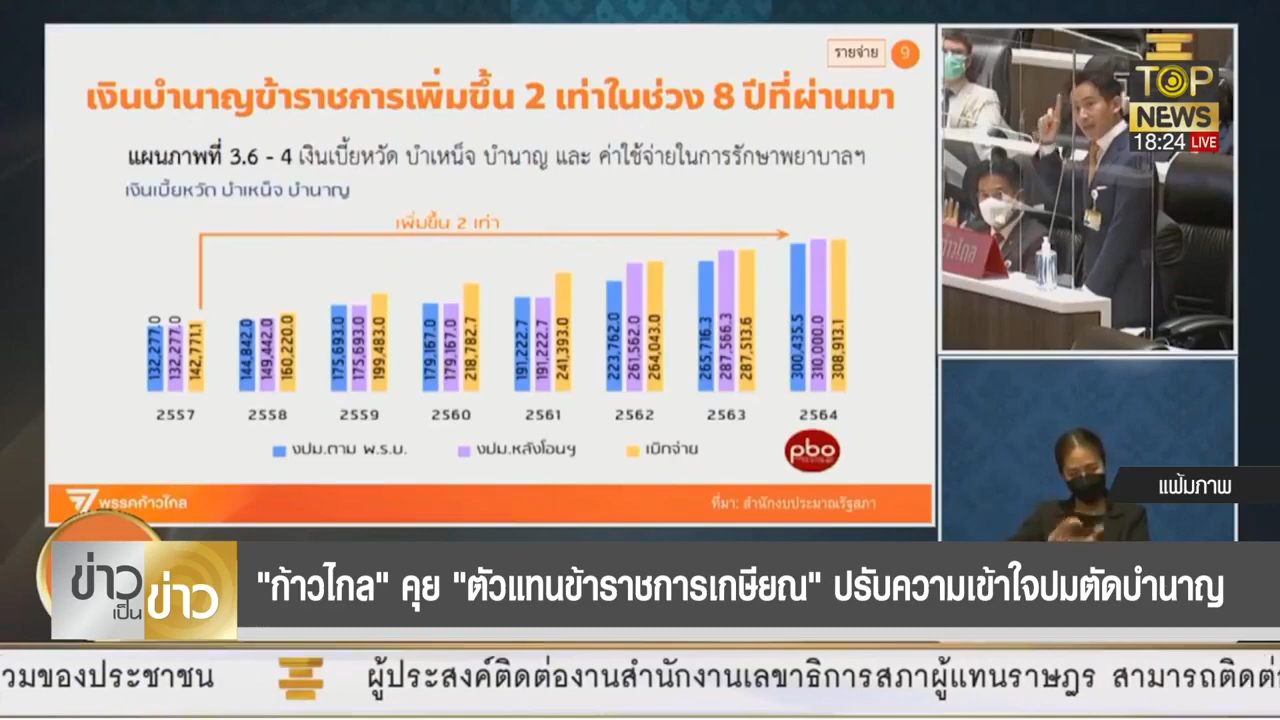 รายจ่าย 9
เงินบำนาญข้าราชการเพิ่มขึ้น 2 เท่าในช่วง 8 ปีที่ผ่านมา
แผนภาพที่ 3.6 - 4 เงินเบี้ยหวัด บำเหน็จ บำนาญ และ ค่าใช้จ่ายในการรักษาพยาบาลฯ
เงินเบี้ยหวัด บำเหน็จ บำนาญ
เพิ่มขึ้น 2 เท่า
132,277.0 132,277.0 142,771.1
144,842.0 149,442.0 160,220.0
175,693.0 175,693.0 199,483.0
179,167.0 179,167.0 218,782.7
191,222.7 191,222.7 241,393.0
223,762.0 261,562.0 264,043.0
265,716.3 287,566.3 287,513.6
300,435.5 310,000.0 308,913.1
2557 2558 2559 2560 2561 2562 2563 2564
งปม.ตาม พ.ร.บ. งปม.หลังโอนฯ เบิกจ่าย
pbo
พรรคก้าวไกล
ที่มา: สำนักงบประมาณรัฐสภา
TOP
NEWS
18:24 LIVE
ก้าวไกล
แฟ้มภาพ
ข่าว
เป็น
ข่าว
"ก้าวไกล" คุย "ตัวแทนข้าราชการเกษียณ" ปรับความเข้าใจปมตัดบำนาญ
วมของประชาชน ผู้ประสงค์ติดต่องานสำนักงานเลขาธิการสภาผู้แทนราษฎร สามารถติดต่อ